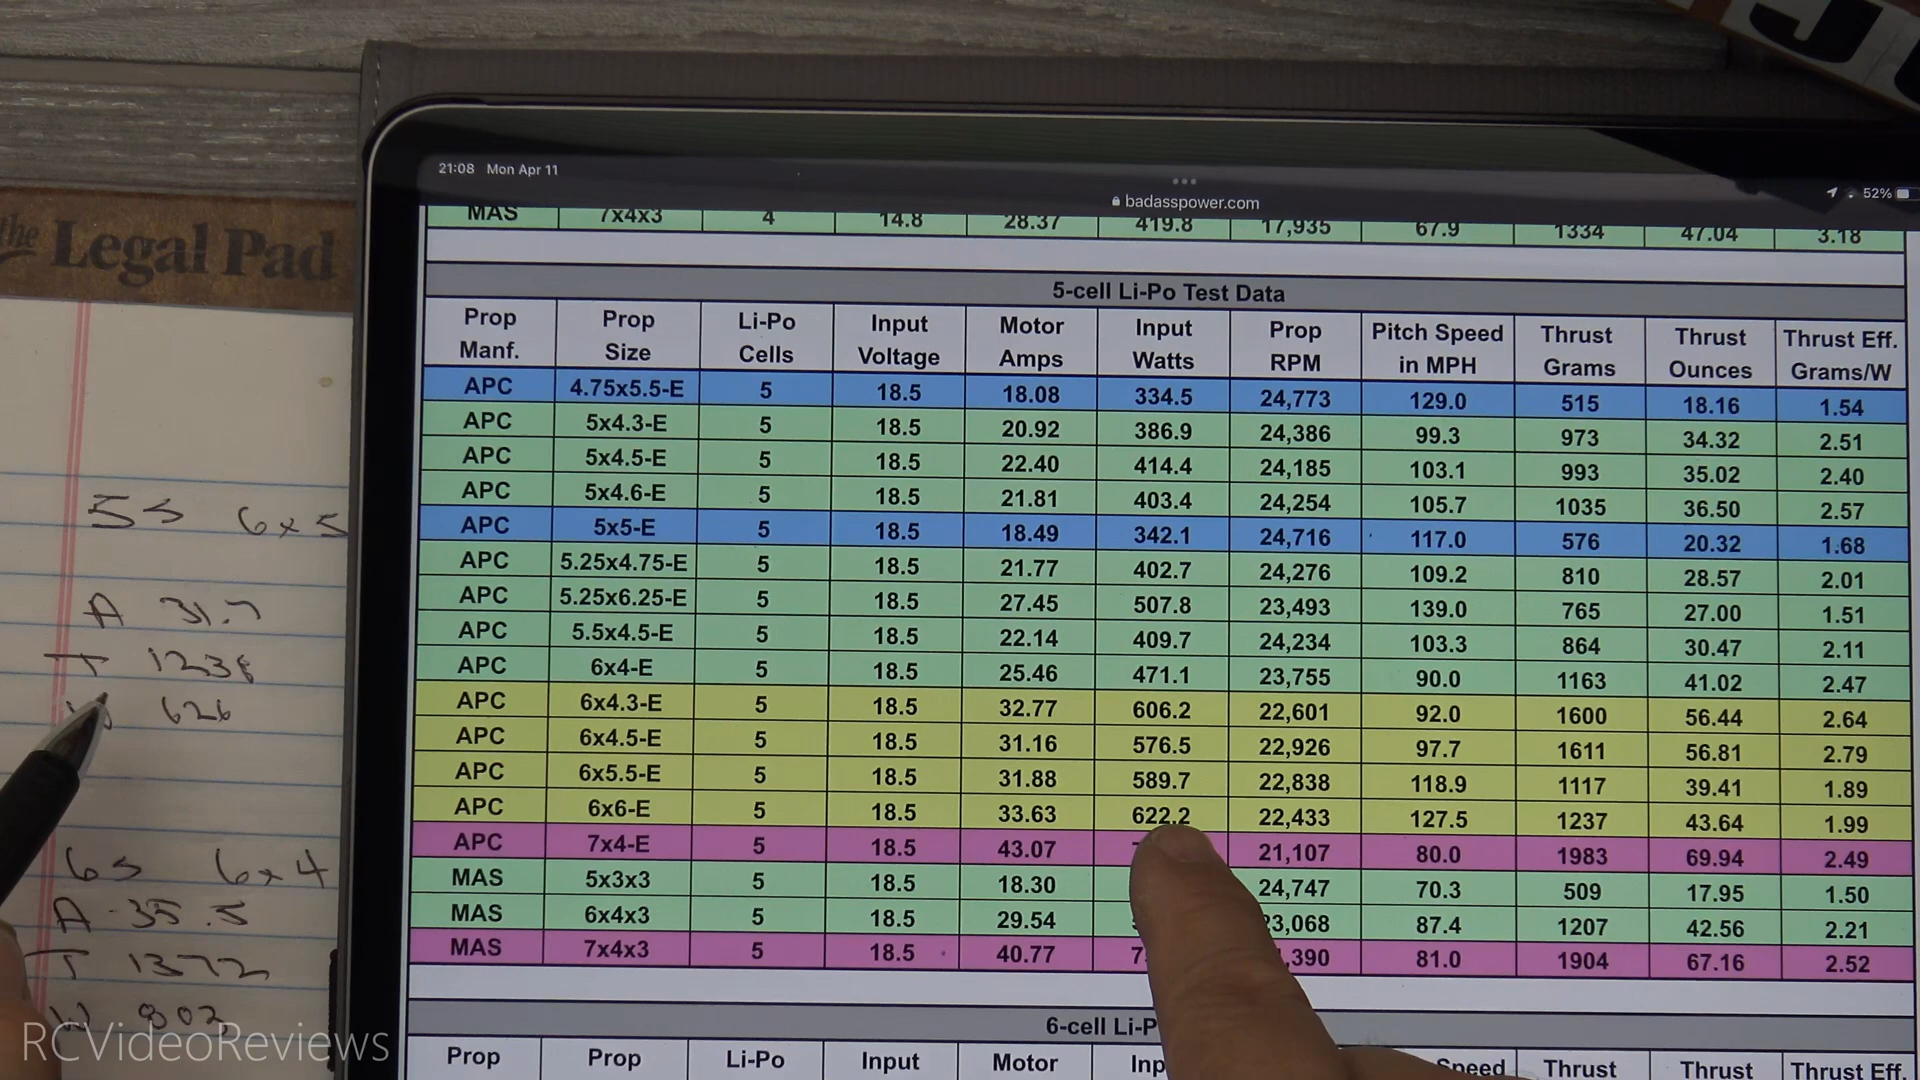 21:08 Mon Apr 11
badasspower.com
52%
the Legal Pad
MAS 7x4x3 4 14.8 28.37 419.8 17,935 67.9 1334 47.04 3.18
5-cell Li-Po Test Data
Prop Manf. Prop Size Li-Po Cells Input Voltage Motor Amps Input Watts Prop RPM Pitch Speed in MPH Thrust Grams Thrust Ounces Thrust Eff. Grams/W
APC 4.75x5.5-E 5 18.5 18.08 334.5 24,773 129.0 515 18.16 1.54
APC 5x4.3-E 5 18.5 20.92 386.9 24,386 99.3 973 34.32 2.51
APC 5x4.5-E 5 18.5 22.40 414.4 24,185 103.1 993 35.02 2.40
APC 5x4.6-E 5 18.5 21.81 403.4 24,254 105.7 1035 36.50 2.57
APC 5x5-E 5 18.5 18.49 342.1 24,716 117.0 576 20.32 1.68
APC 5.25x4.75-E 5 18.5 21.77 402.7 24,276 109.2 810 28.57 2.01
APC 5.25x6.25-E 5 18.5 27.45 507.8 23,493 139.0 765 27.00 1.51
APC 5.5x4.5-E 5 18.5 22.14 409.7 24,234 103.3 864 30.47 2.11
APC 6x4-E 5 18.5 25.46 471.1 23,755 90.0 1163 41.02 2.47
APC 6x4.3-E 5 18.5 32.77 606.2 22,601 92.0 1600 56.44 2.64
APC 6x4.5-E 5 18.5 31.16 576.5 22,926 97.7 1611 56.81 2.79
APC 6x5.5-E 5 18.5 31.88 589.7 22,838 118.9 1117 39.41 1.89
APC 6x6-E 5 18.5 33.63 622.2 22,433 127.5 1237 43.64 1.99
APC 7x4-E 5 18.5 43.07 21,107 80.0 1983 69.94 2.49
MAS 5x3x3 5 18.5 18.30 24,747 70.3 509 17.95 1.50
MAS 6x4x3 5 18.5 29.54 3,068 87.4 1207 42.56 2.21
MAS 7x4x3 5 18.5 40.77 7 ,390 81.0 1904 67.16 2.52
6-cell Li-P
Prop Prop Li-Po Input Motor Inp Speed Thrust Thrust Thrust Eff.
5S 6x5
A 31.7
T 1238
626
6s 6x4
A 35.5
T 1372
W 802
RCVideoReviews